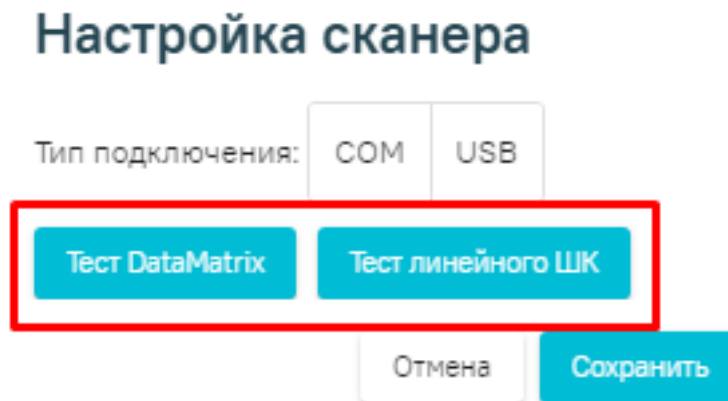 Настройка сканера
Тип подключения: COM USB
Тест DataMatrix Тест линейного ШК
Отмена Сохранить